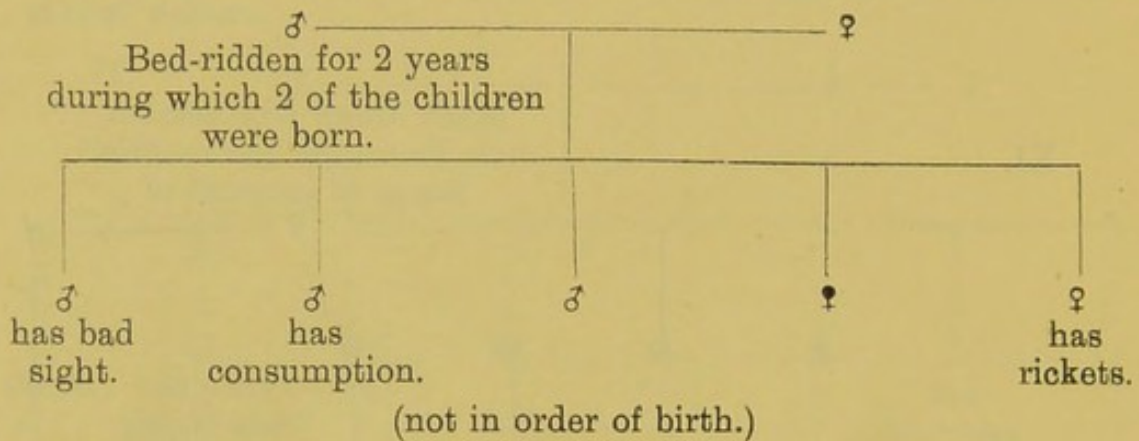 ♂ ♀
Bed-ridden for 2 years
during which 2 of the children
were born.
♂ ♂ ♂ ♀ ♀
has bad has has
sight. consumption. rickets.
(not in order of birth.)